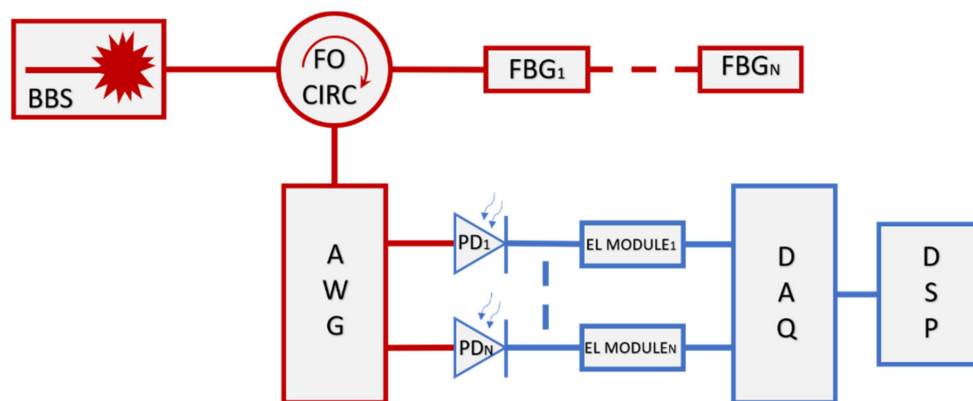 BBS
FO
CIRC
FBG₁
FBGN
A
W
G
PD₁
EL MODULE₁
PDN
EL MODULEN
D
A
Q
D
S
P